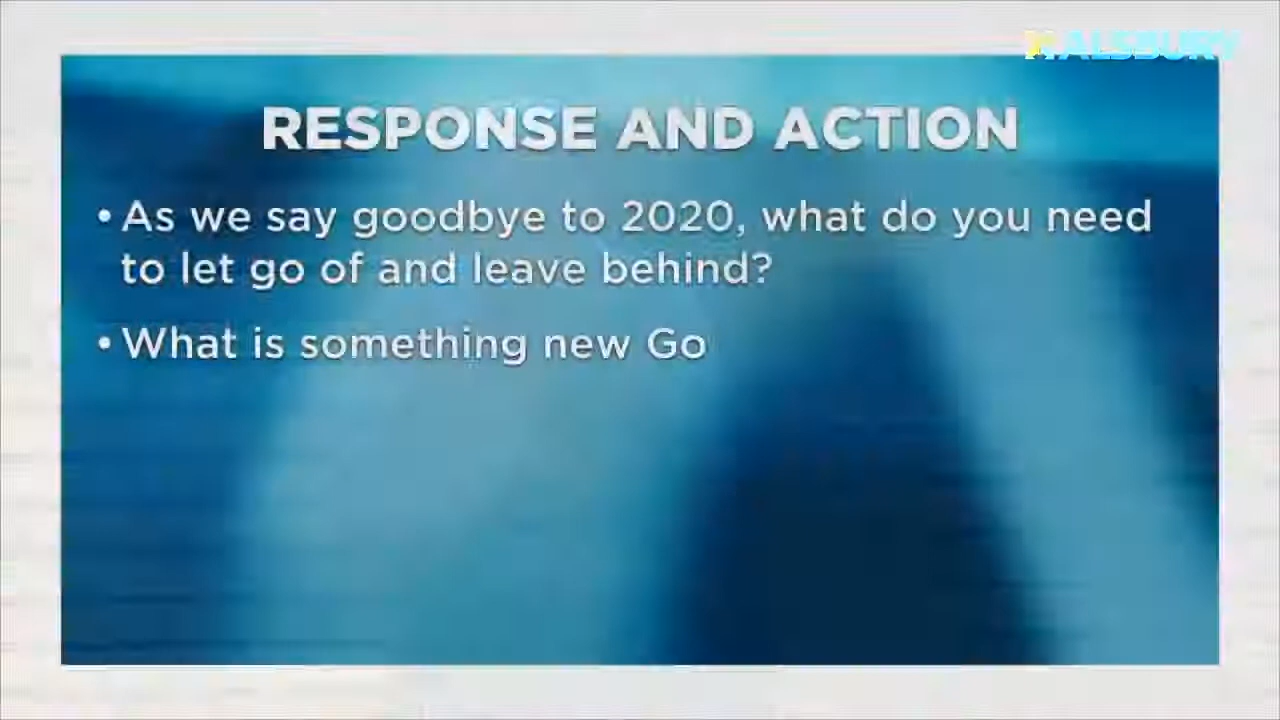 ALSBURY
RESPONSE AND ACTION
• As we say goodbye to 2020, what do you need
to let go of and leave behind?
• What is something new Go